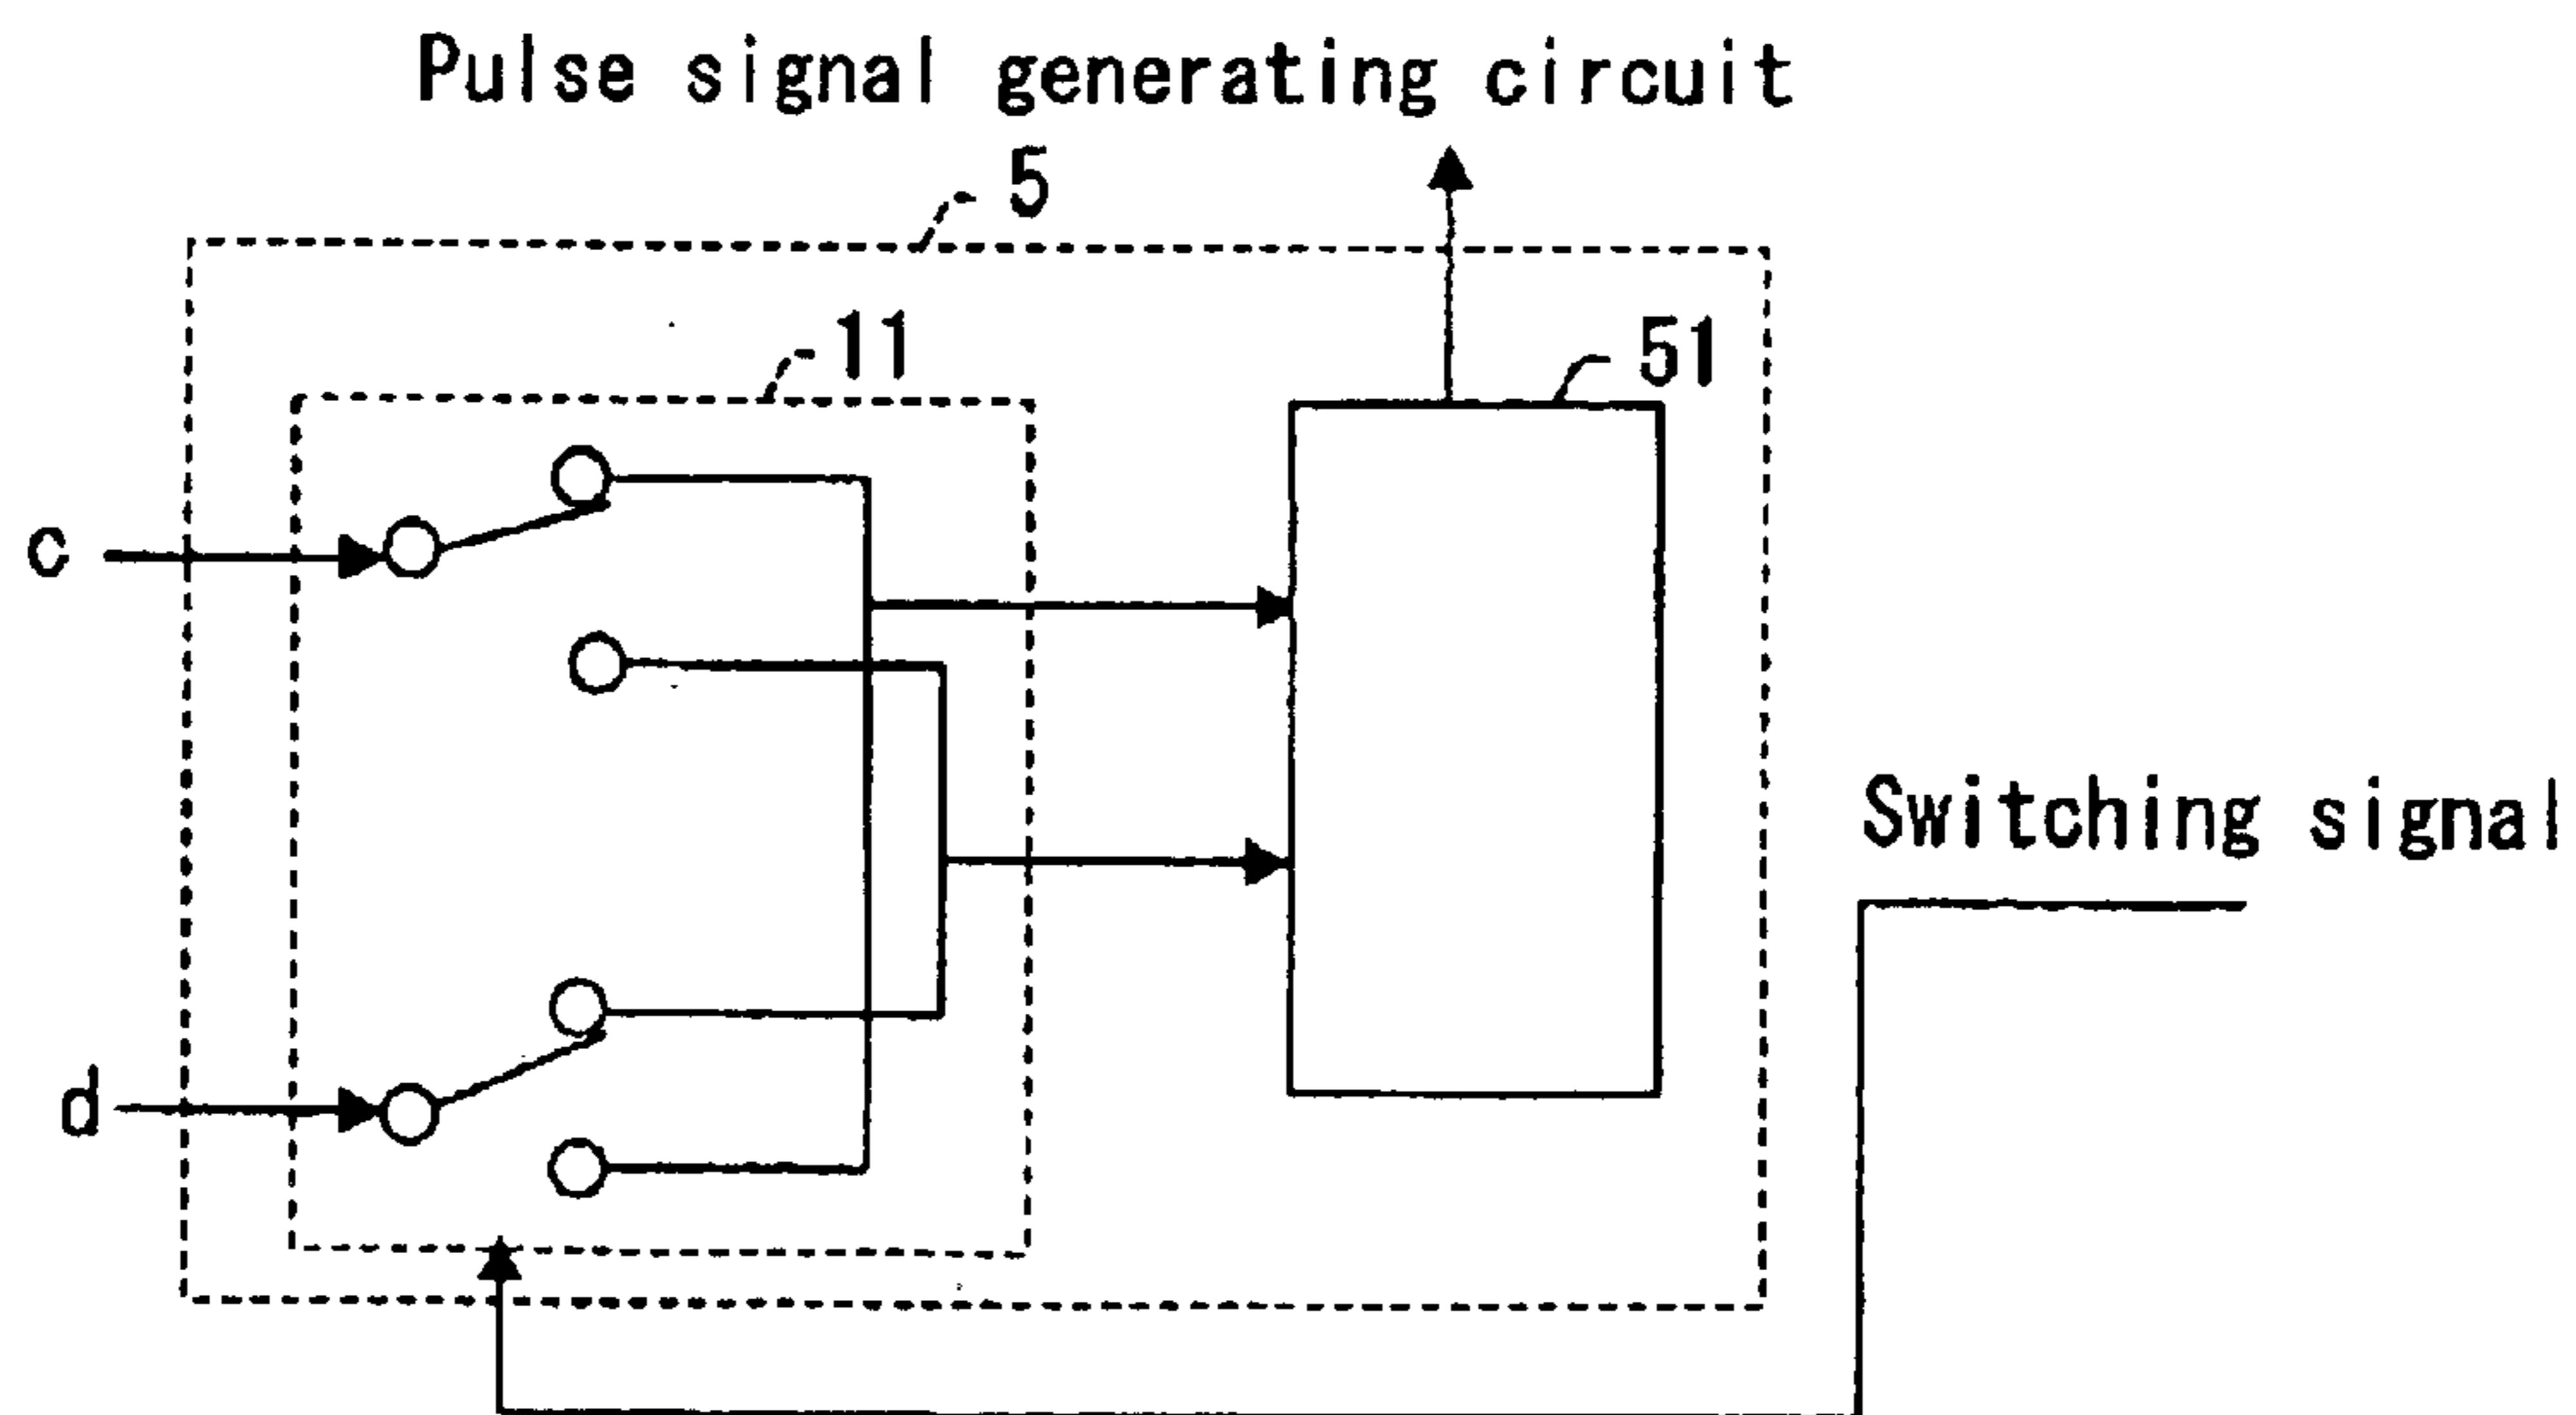 Pulse signal generating circuit
5
11
51
c
Switching signal
d